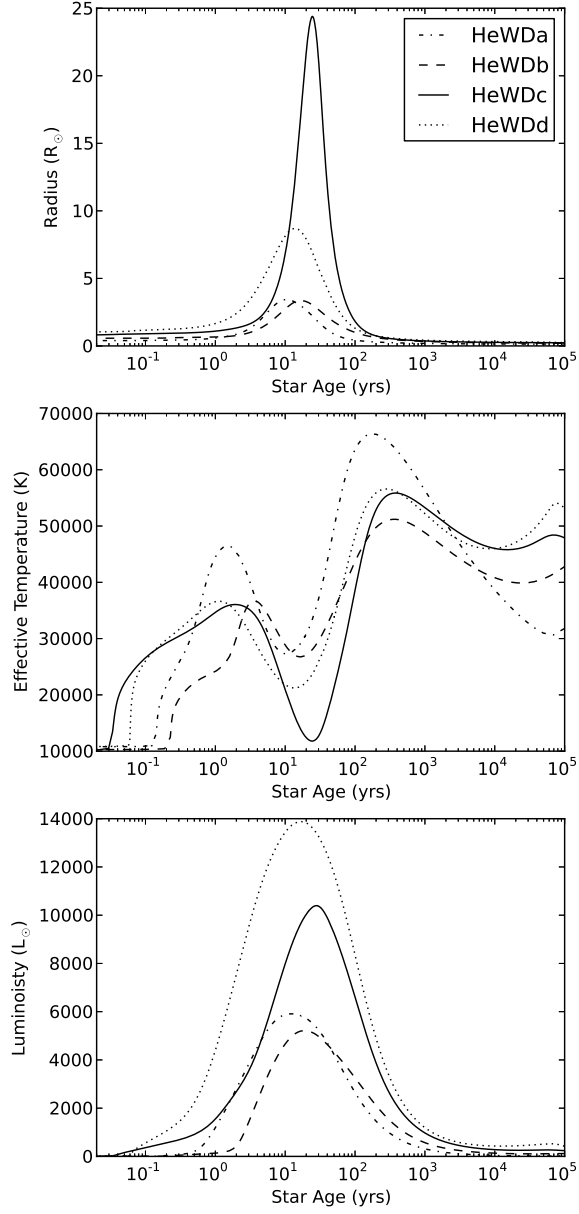 25
20
15
10
5
0
Radius (R⊙)
HeWDa
HeWDb
HeWDc
HeWDd
10⁻¹ 10⁰ 10¹ 10² 10³ 10⁴ 10⁵
Star Age (yrs)
70000
60000
50000
40000
30000
20000
10000
Effective Temperature (K)
10⁻¹ 10⁰ 10¹ 10² 10³ 10⁴ 10⁵
Star Age (yrs)
14000
12000
10000
8000
6000
4000
2000
0
Luminoisty (L⊙)
10⁻¹ 10⁰ 10¹ 10² 10³ 10⁴ 10⁵
Star Age (yrs)